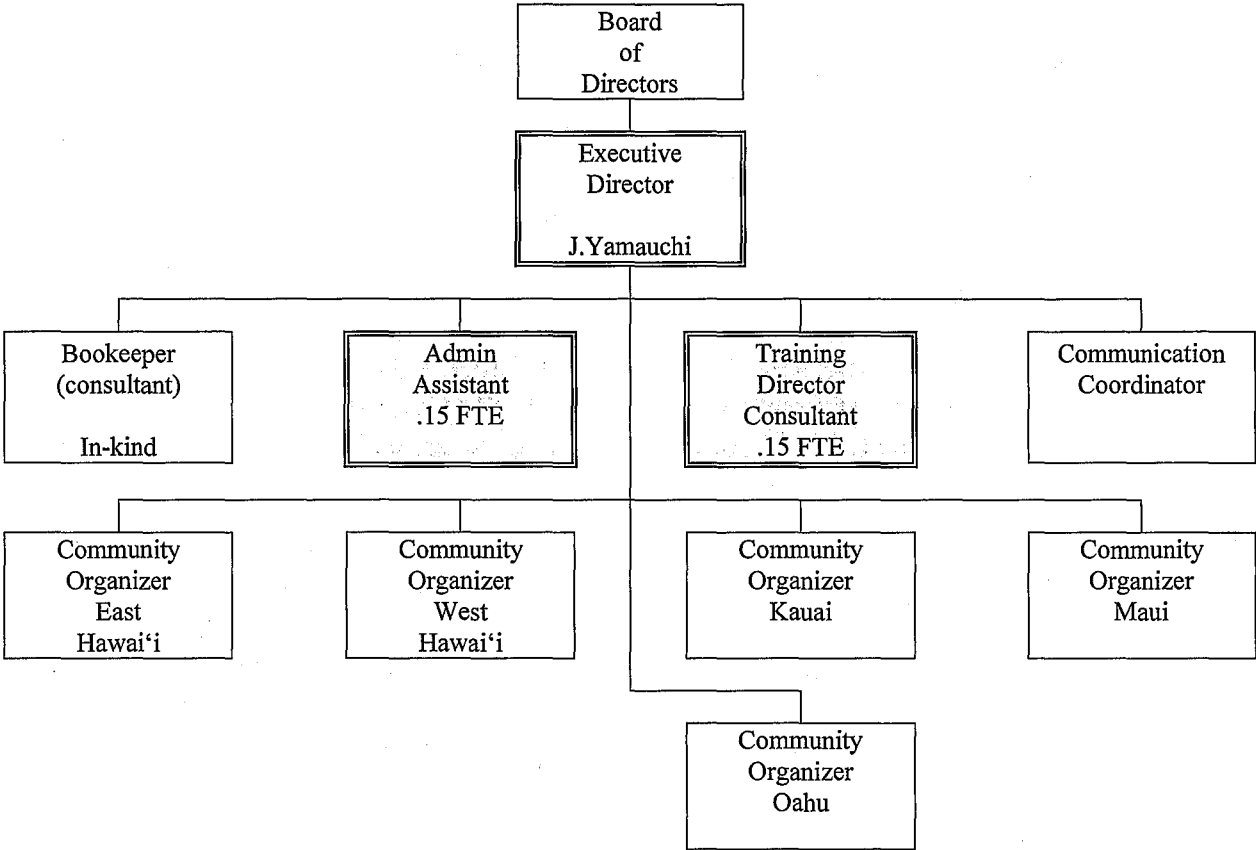 Board
of
Directors
Executive
Director
J.Yamauchi
Bookeeper
(consultant)
In-kind
Admin
Assistant
.15 FTE
Training
Director
Consultant
.15 FTE
Communication
Coordinator
Community
Organizer
East
Hawai‘i
Community
Organizer
West
Hawai‘i
Community
Organizer
Kauai
Community
Organizer
Maui
Community
Organizer
Oahu